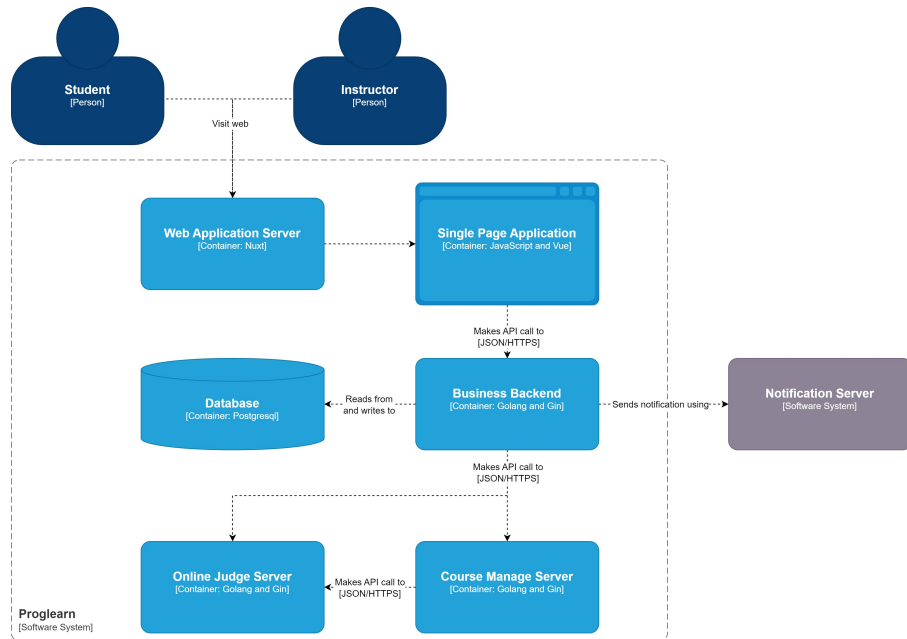 Student
[Person]
Instructor
[Person]
Visit web
Web Application Server
[Container: Nuxt]
Single Page Application
[Container: JavaScript and Vue]
Makes API call to
[JSON/HTTPS]
Database
[Container: Postgresql]
Reads from
and writes to
Business Backend
[Container: Golang and Gin]
Sends notification using
Notification Server
[Software System]
Makes API call to
[JSON/HTTPS]
Online Judge Server
[Container: Golang and Gin]
Makes API call to
[JSON/HTTPS]
Course Manage Server
[Container: Golang and Gin]
Proglearn
[Software System]